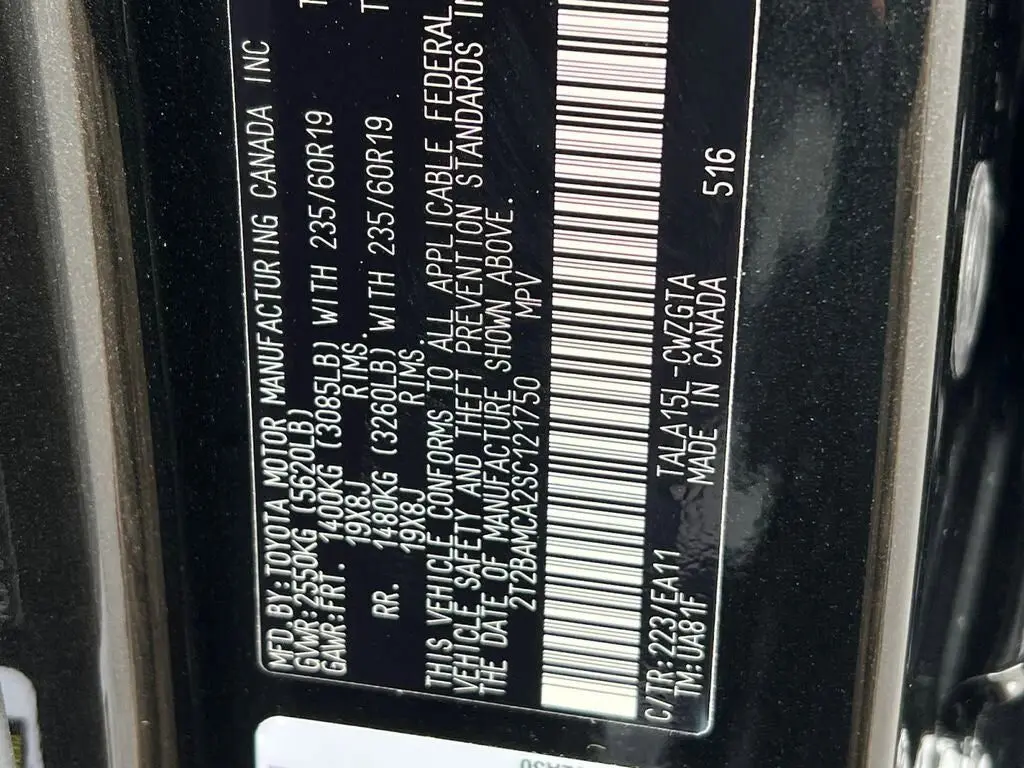 MFD.BY:TOYOTA MOTOR MANUFACTURING CANADA INC
GVWR:2550KG (5620LB)
GAWR:FRT. 1400KG (3085LB) WITH 235/60R19
19X8J RIMS.
RR. 1480KG (3260LB) WITH 235/60R19
19X8J RIMS.
THIS VEHICLE CONFORMS TO ALL APPLICABLE FEDERAL
VEHICLE SAFETY AND THEFT PREVENTION STANDARDS
THE DATE OF MANUFACTURE SHOWN ABOVE.
2T2BAMCA2SC121750 MPV
C/TR:223/EA11 TALA15L-CWZGTA 516
TM:UA81F MADE IN CANADA